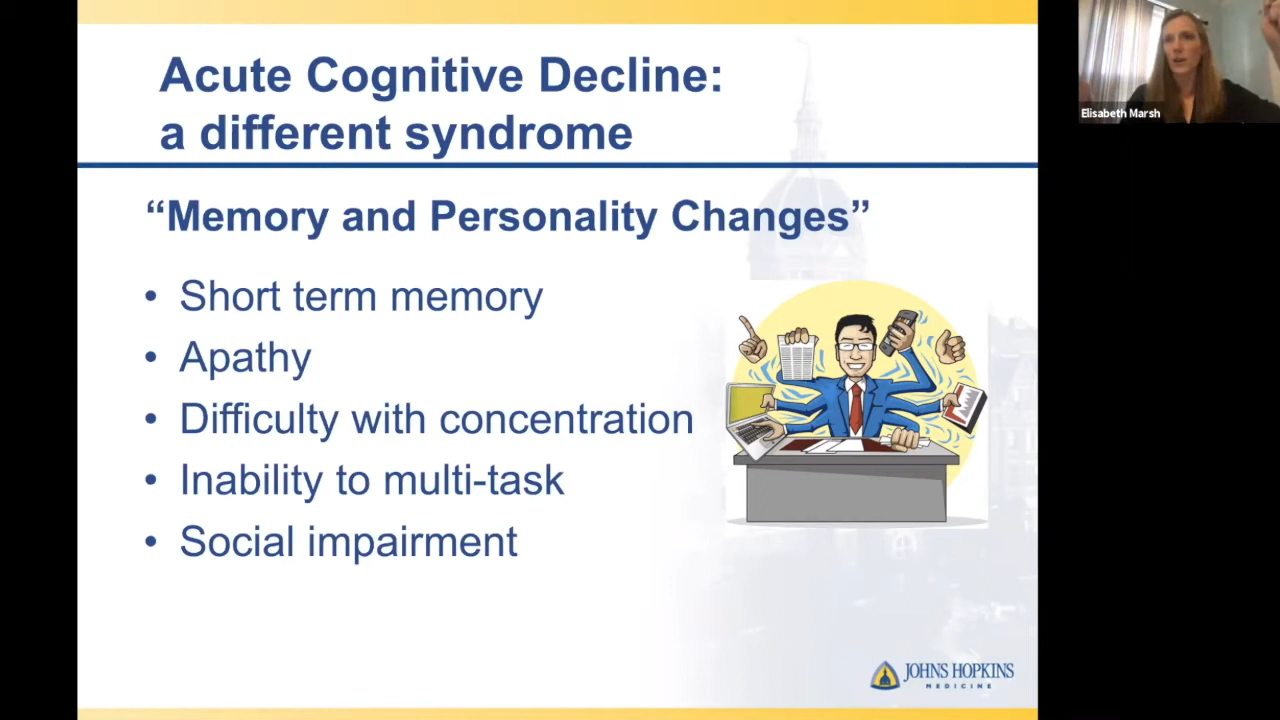 Acute Cognitive Decline:
a different syndrome
“Memory and Personality Changes”
• Short term memory
• Apathy
• Difficulty with concentration
• Inability to multi-task
• Social impairment
JOHNS HOPKINS
MEDICINE
Elisabeth Marsh